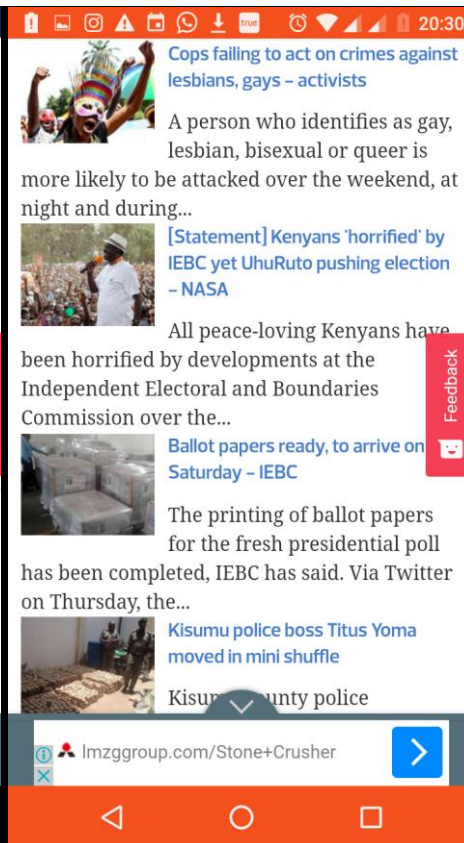 true
20:30
Cops failing to act on crimes against
lesbians, gays – activists
A person who identifies as gay,
lesbian, bisexual or queer is
more likely to be attacked over the weekend, at
night and during...
[Statement] Kenyans 'horrified' by
IEBC yet UhuRuto pushing election
– NASA
All peace-loving Kenyans have
been horrified by developments at the
Independent Electoral and Boundaries
Commission over the...
Feedback
Ballot papers ready, to arrive on
Saturday – IEBC
The printing of ballot papers
for the fresh presidential poll
has been completed, IEBC has said. Via Twitter
on Thursday, the...
Kisumu police boss Titus Yoma
moved in mini shuffle
police
lmzggroup.com/Stone+Crusher